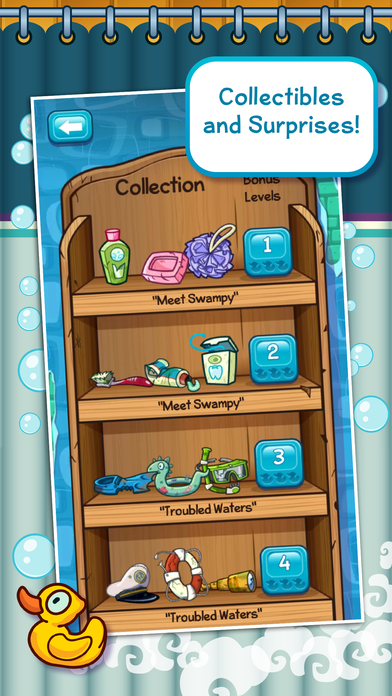 Collectibles
and Surprises!
Collection
Bonus
Levels
1
"Meet Swampy"
2
"Meet Swampy"
3
"Troubled Waters"
4
"Troubled Waters"